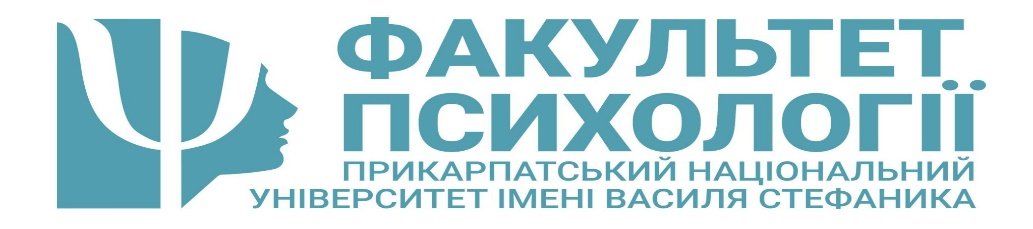 ФАКУЛЬТЕТ
ПСИХОЛОГІЇ
ПРИКАРПАТСЬКИЙ НАЦІОНАЛЬНИЙ
УНІВЕРСИТЕТ ІМЕНІ ВАСИЛЯ СТЕФАНИКА